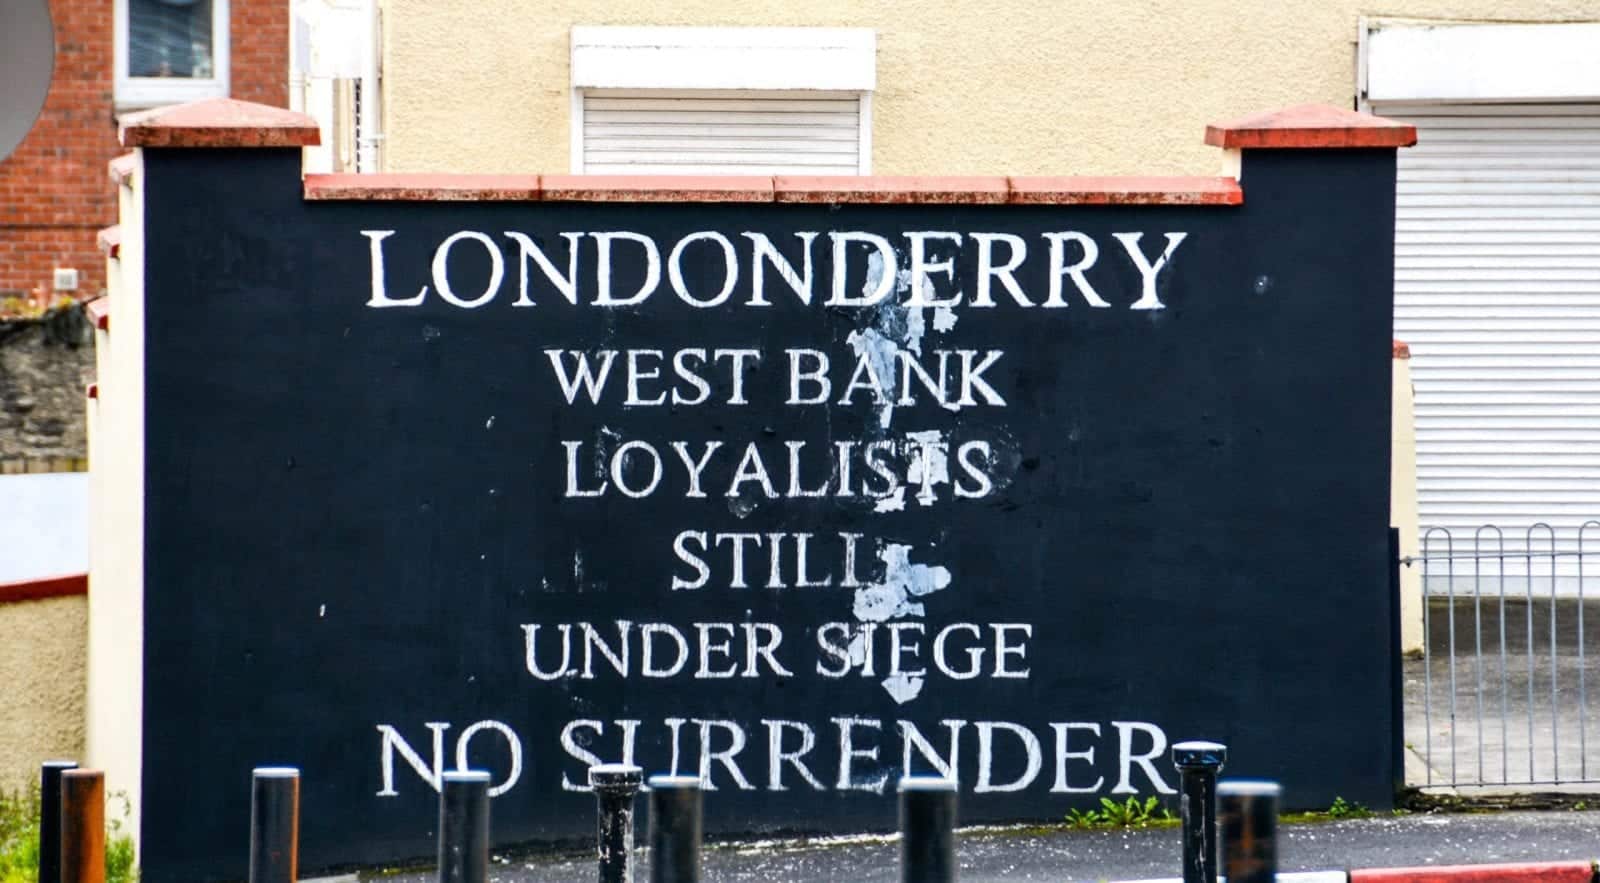 LONDONDERRY
WEST BANK
LOYALISTS
STILL
UNDER SIEGE
NO SURRENDER